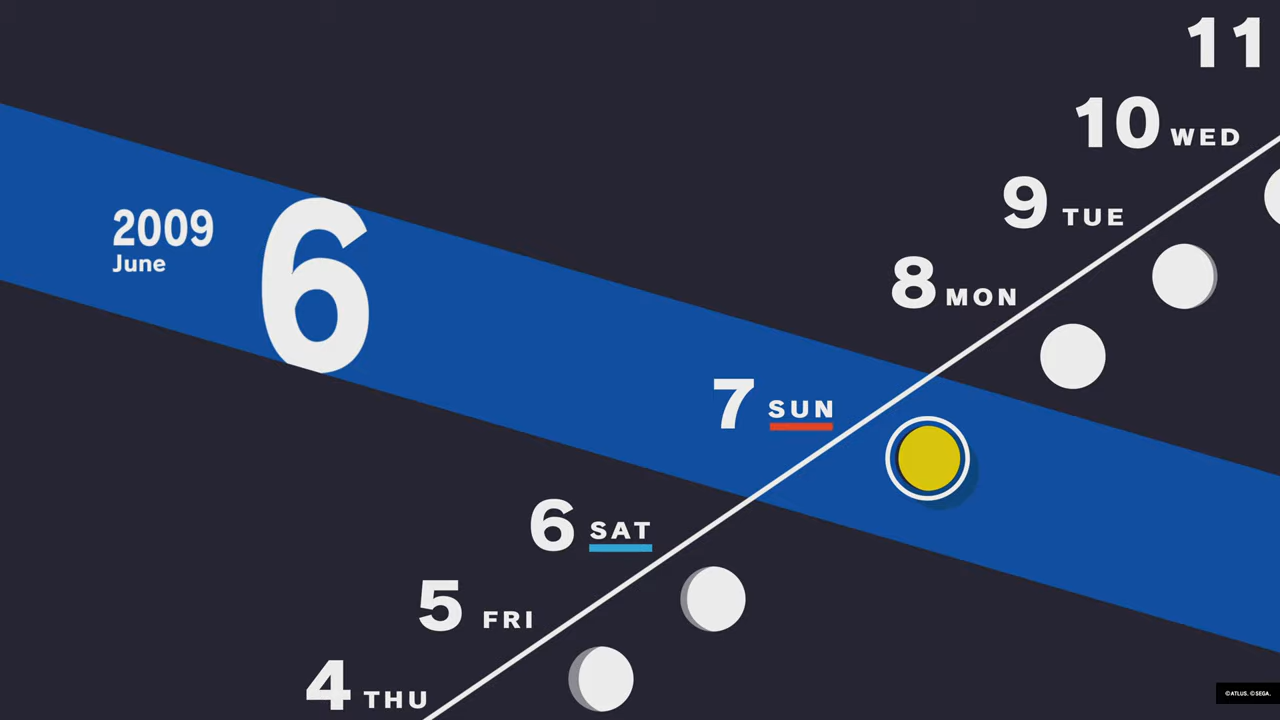 11
10 WED
9 TUE
2009
June
6
8 MON
7 SUN
6 SAT
5 FRI
4 THU
©ATLUS. ©SEGA.